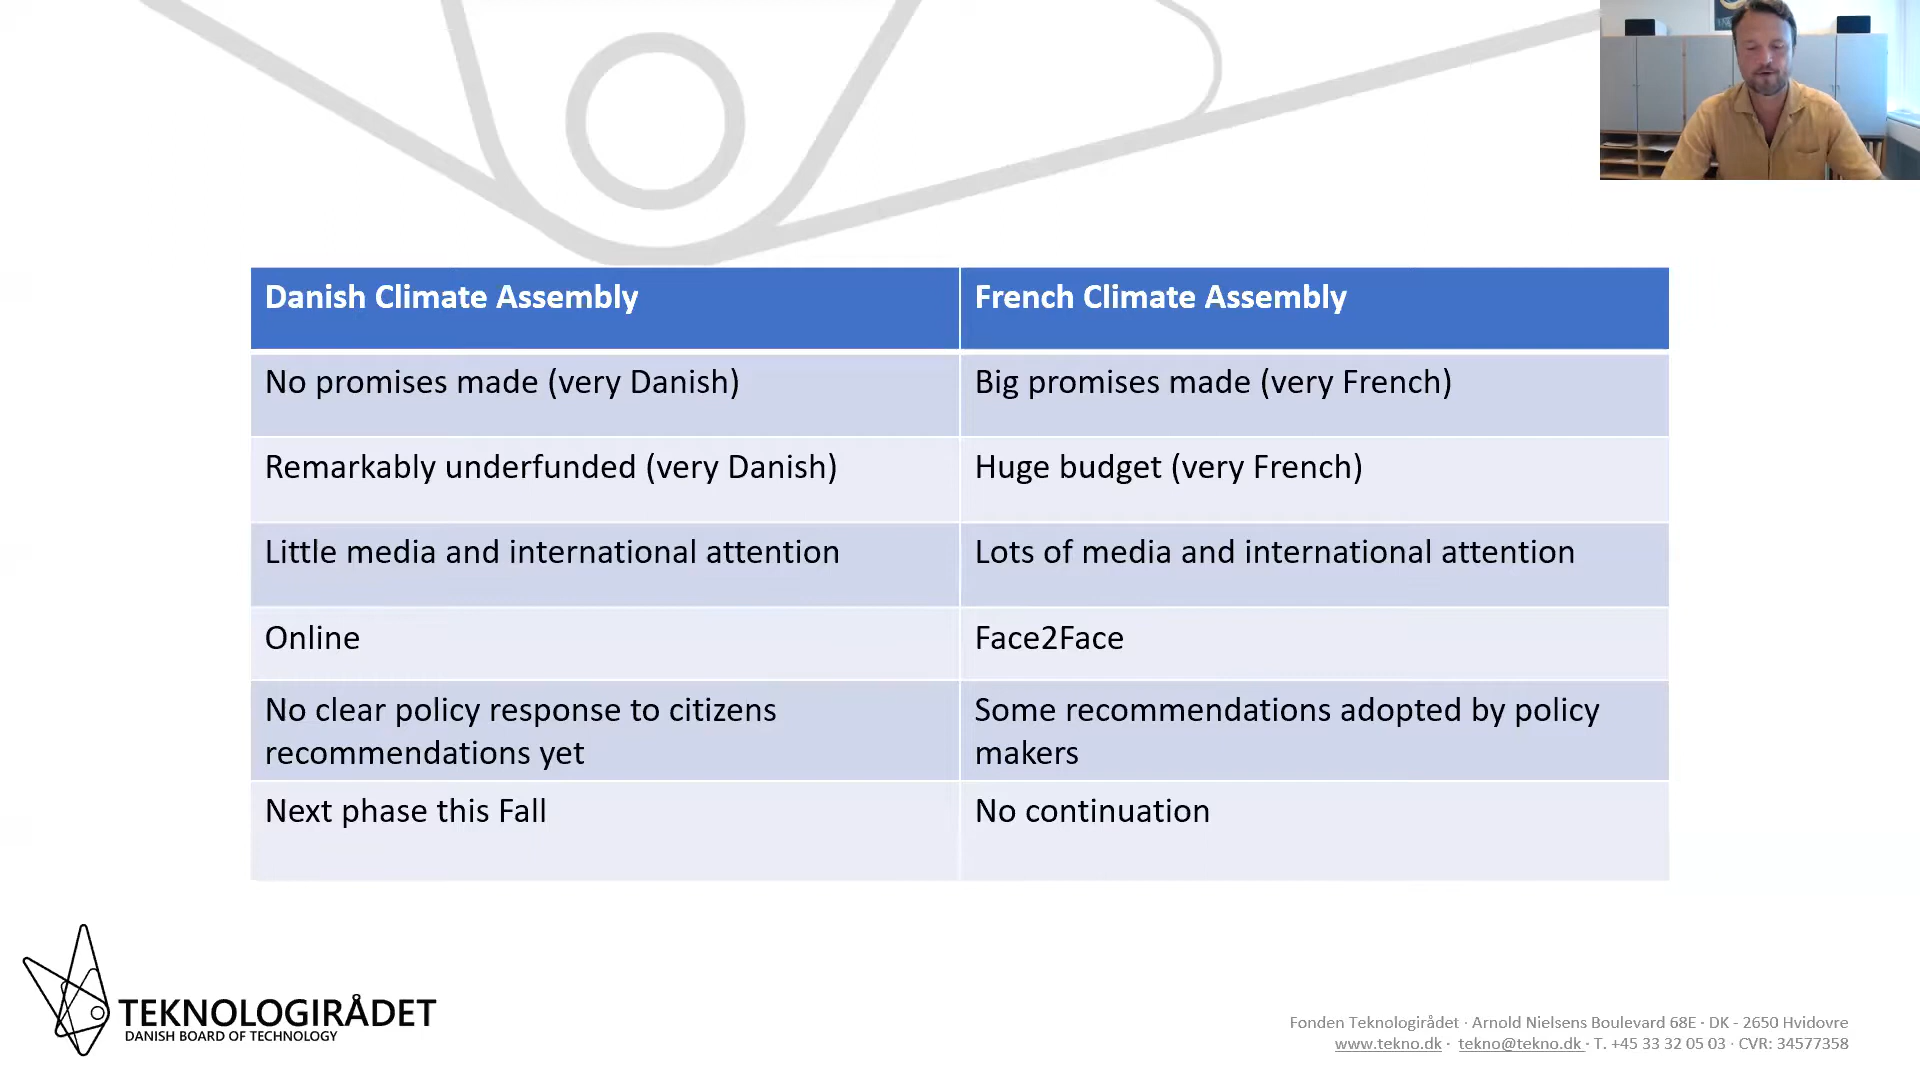 Danish Climate Assembly
French Climate Assembly
No promises made (very Danish)
Big promises made (very French)
Remarkably underfunded (very Danish)
Huge budget (very French)
Little media and international attention
Lots of media and international attention
Online
Face2Face
No clear policy response to citizens
recommendations yet
Some recommendations adopted by policy
makers
Next phase this Fall
No continuation
TEKNOLOGIRÅDET
DANISH BOARD OF TECHNOLOGY
Fonden Teknologirådet · Arnold Nielsens Boulevard 68E · DK - 2650 Hvidovre
www.tekno.dk · tekno@tekno.dk · T. +45 33 32 05 03 · CVR: 34577358